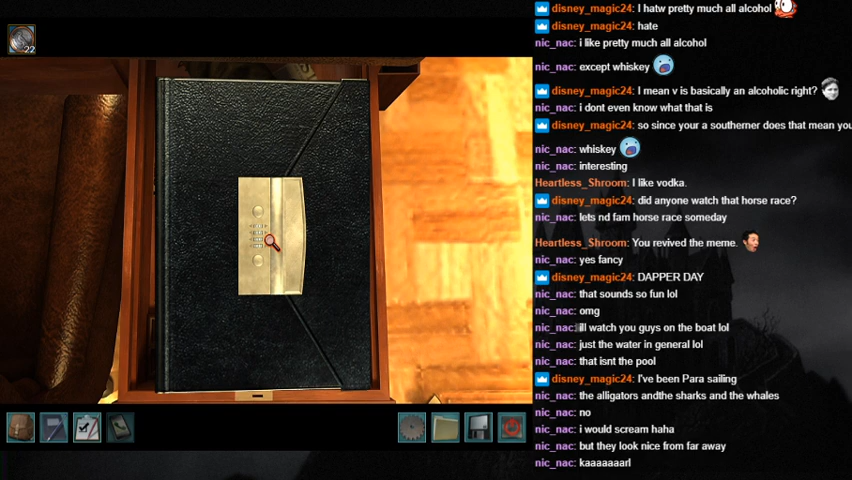 22
disney_magic24: I hatw pretty much all alcohol
disney_magic24: hate
nic_nac: i like pretty much all alcohol
nic_nac: except whiskey
disney_magic24: I mean v is basically an alcoholic right?
nic_nac: i dont even know what that is
disney_magic24: so since your a southerner does that mean you
nic_nac: whiskey
nic_nac: interesting
Heartless_Shroom: I like vodka.
disney_magic24: did anyone watch that horse race?
nic_nac: lets nd fam horse race someday
Heartless_Shroom: You revived the meme.
nic_nac: yes fancy
disney_magic24: DAPPER DAY
nic_nac: that sounds so fun lol
nic_nac: omg
nic_nac: ill watch you guys on the boat lol
nic_nac: just the water in general lol
nic_nac: that isnt the pool
disney_magic24: I've been Para sailing
nic_nac: the alligators andthe sharks and the whales
nic_nac: no
nic_nac: i would scream haha
nic_nac: but they look nice from far away
nic_nac: kaaaaaarl